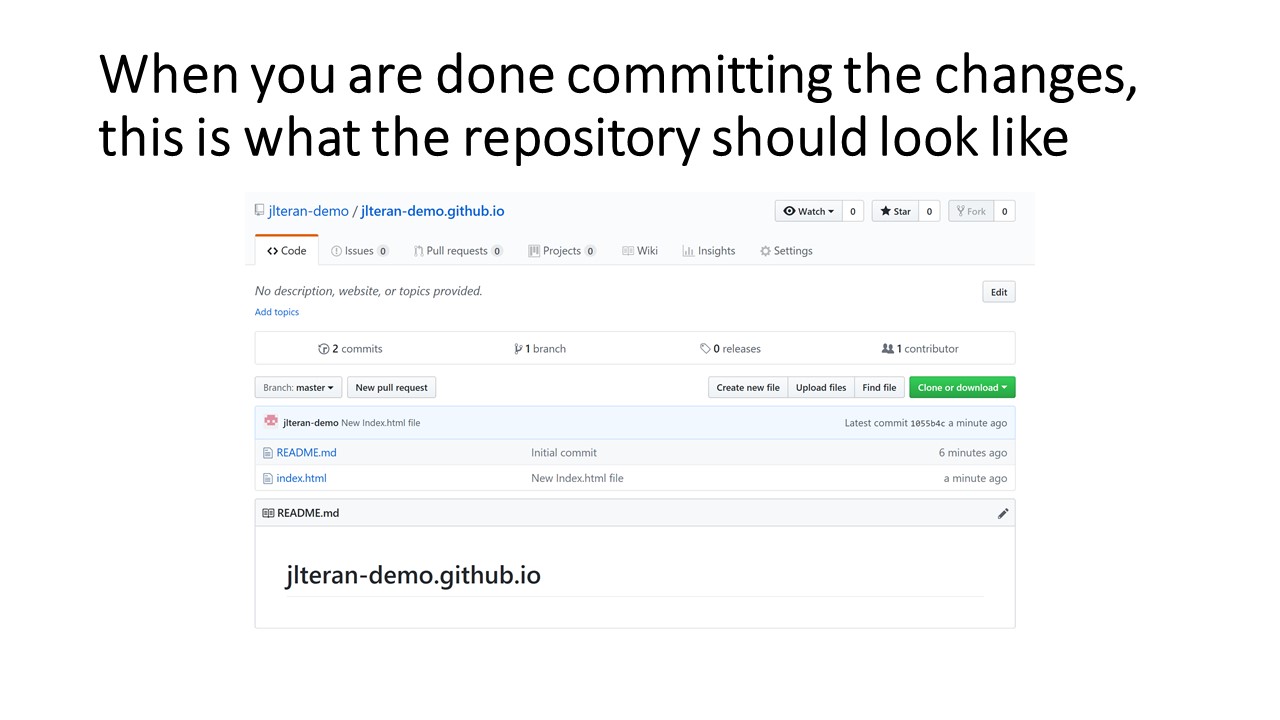 When you are done committing the changes,
this is what the repository should look like
jlteran-demo / jlteran-demo.github.io
Watch 0 Star 0 Fork 0
Code Issues 0 Pull requests 0 Projects 0 Wiki Insights Settings
No description, website, or topics provided. Edit
Add topics
2 commits 1 branch 0 releases 1 contributor
Branch: master New pull request Create new file Upload files Find file Clone or download
jlteran-demo New Index.html file Latest commit 1055b4c a minute ago
README.md Initial commit 6 minutes ago
index.html New Index.html file a minute ago
README.md
jlteran-demo.github.io